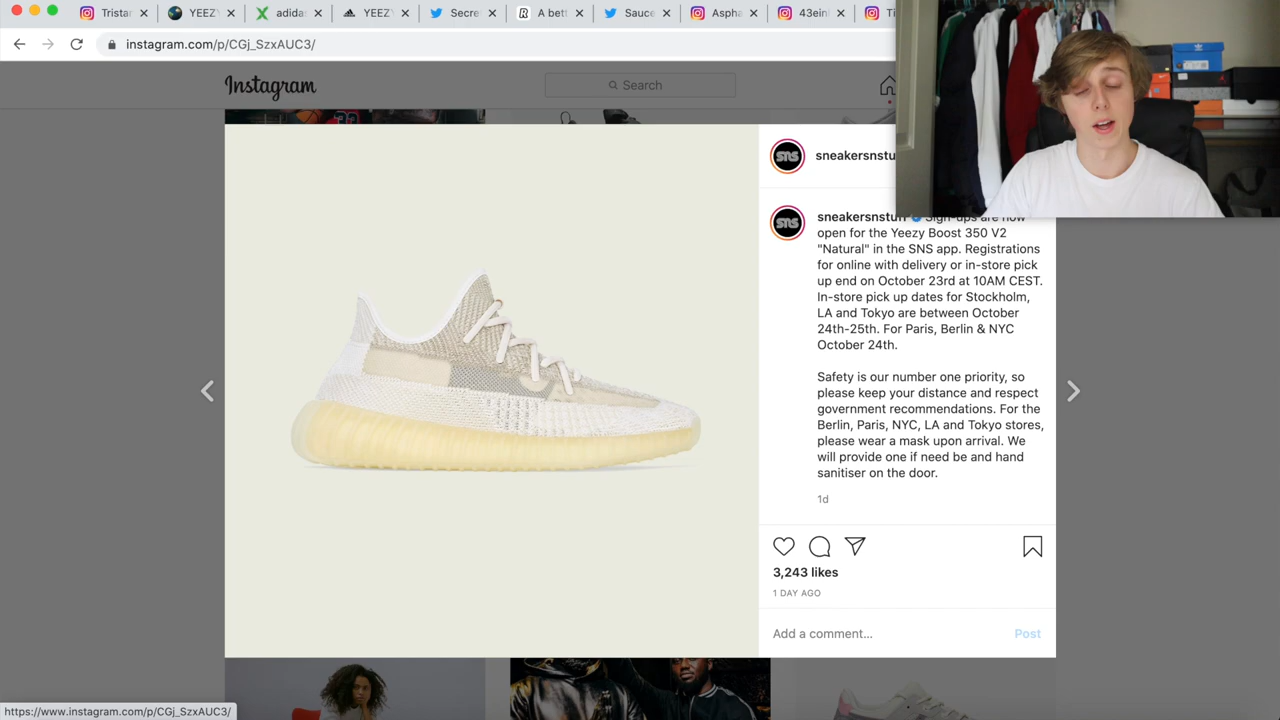 Tristar
YEEZY
adidas
YEEZY
Secre
A bett
Sauce
Aspha
43einl
Ti
instagram.com/p/CGj_SzxAUC3/
Instagram
Search
SNS
sneakersnstu
SNS
sneakersnstuff Sign-ups are now
open for the Yeezy Boost 350 V2
"Natural" in the SNS app. Registrations
for online with delivery or in-store pick
up end on October 23rd at 10AM CEST.
In-store pick up dates for Stockholm,
LA and Tokyo are between October
24th-25th. For Paris, Berlin & NYC
October 24th.
Safety is our number one priority, so
please keep your distance and respect
government recommendations. For the
Berlin, Paris, NYC, LA and Tokyo stores,
please wear a mask upon arrival. We
will provide one if need be and hand
sanitiser on the door.
1d
3,243 likes
1 DAY AGO
Add a comment...
Post
https://www.instagram.com/p/CGj_SzxAUC3/